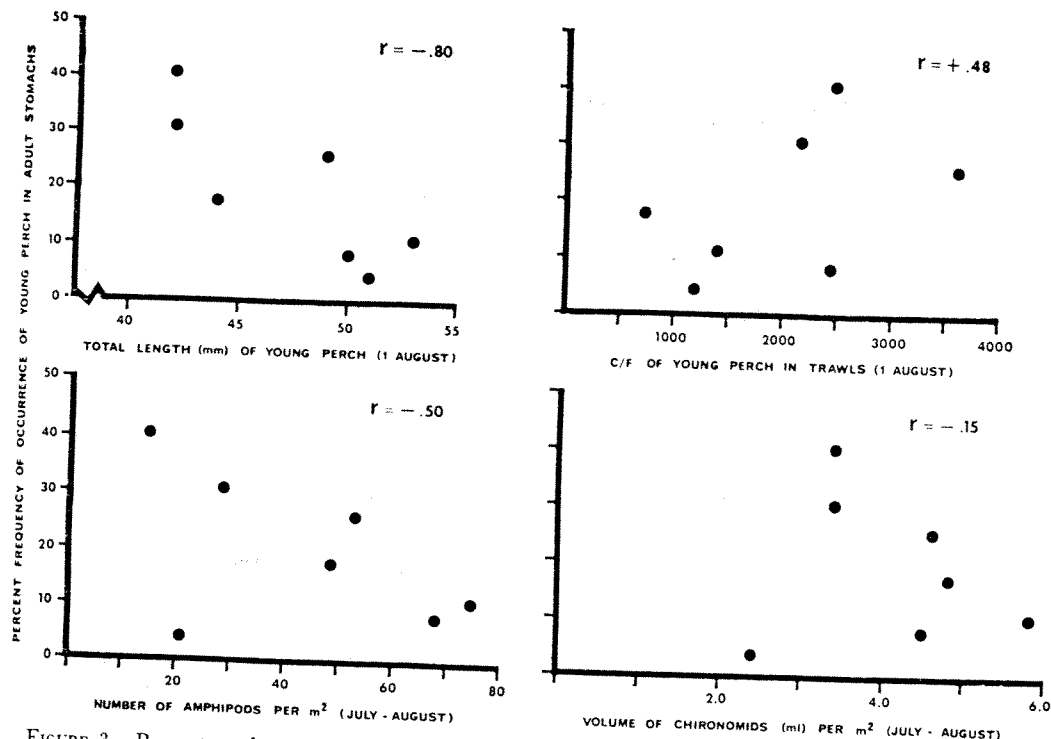 PERCENT FREQUENCY OF OCCURRENCE OF YOUNG PERCH IN ADULT STOMACHS
50
40
30
20
10
0
r = -.80
40 45 50 55
TOTAL LENGTH (mm) OF YOUNG PERCH (1 AUGUST)
r = + .48
1000 2000 3000 4000
C/F OF YOUNG PERCH IN TRAWLS (1 AUGUST)
50
40
30
20
10
0
r = -.50
20 40 60 80
NUMBER OF AMPHIPODS PER m² (JULY - AUGUST)
r = -.15
2.0 4.0 6.0
VOLUME OF CHIRONOMIDS (ml) PER m² (JULY - AUGUST)
FIGURE 3